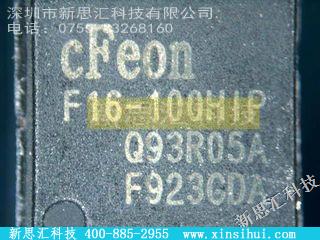 深圳市新思汇科技有限公司
电话：0755-83268160
cFeon
F16-100HIP
Q93R05A
F923GDA
新思汇科技
新思汇科技 400-885-2955 www.xinsihui.com